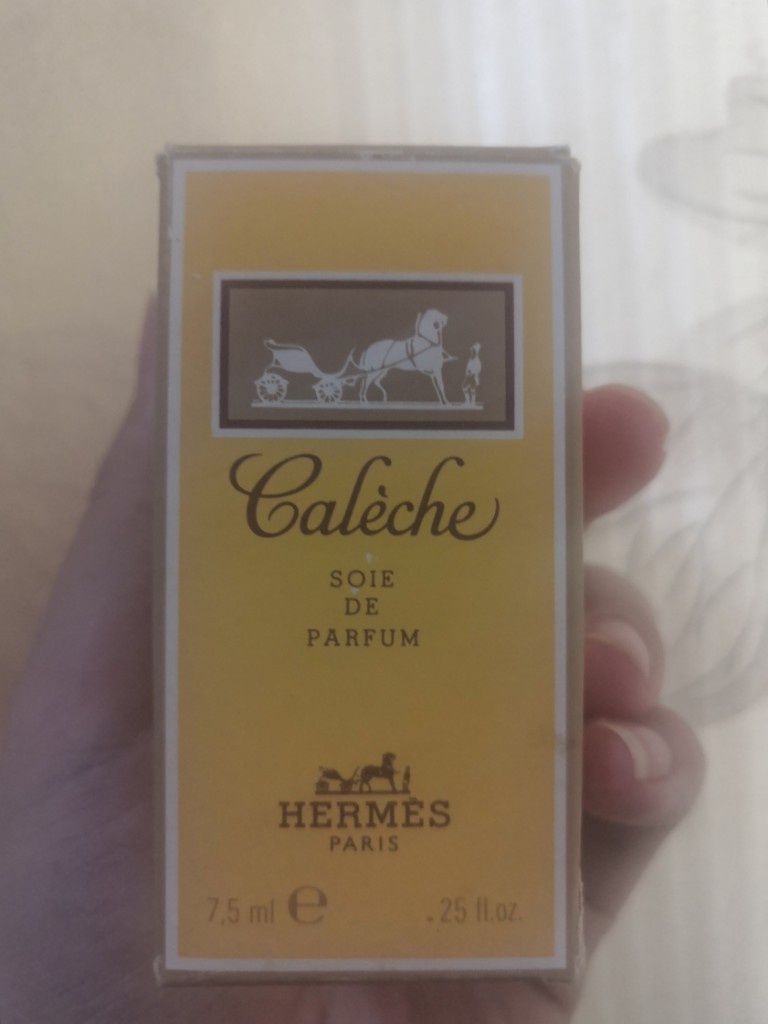 Calèche
SOIE
DE
PARFUM
HERMÈS
PARIS
7,5 ml ℮ .25 fl.oz.